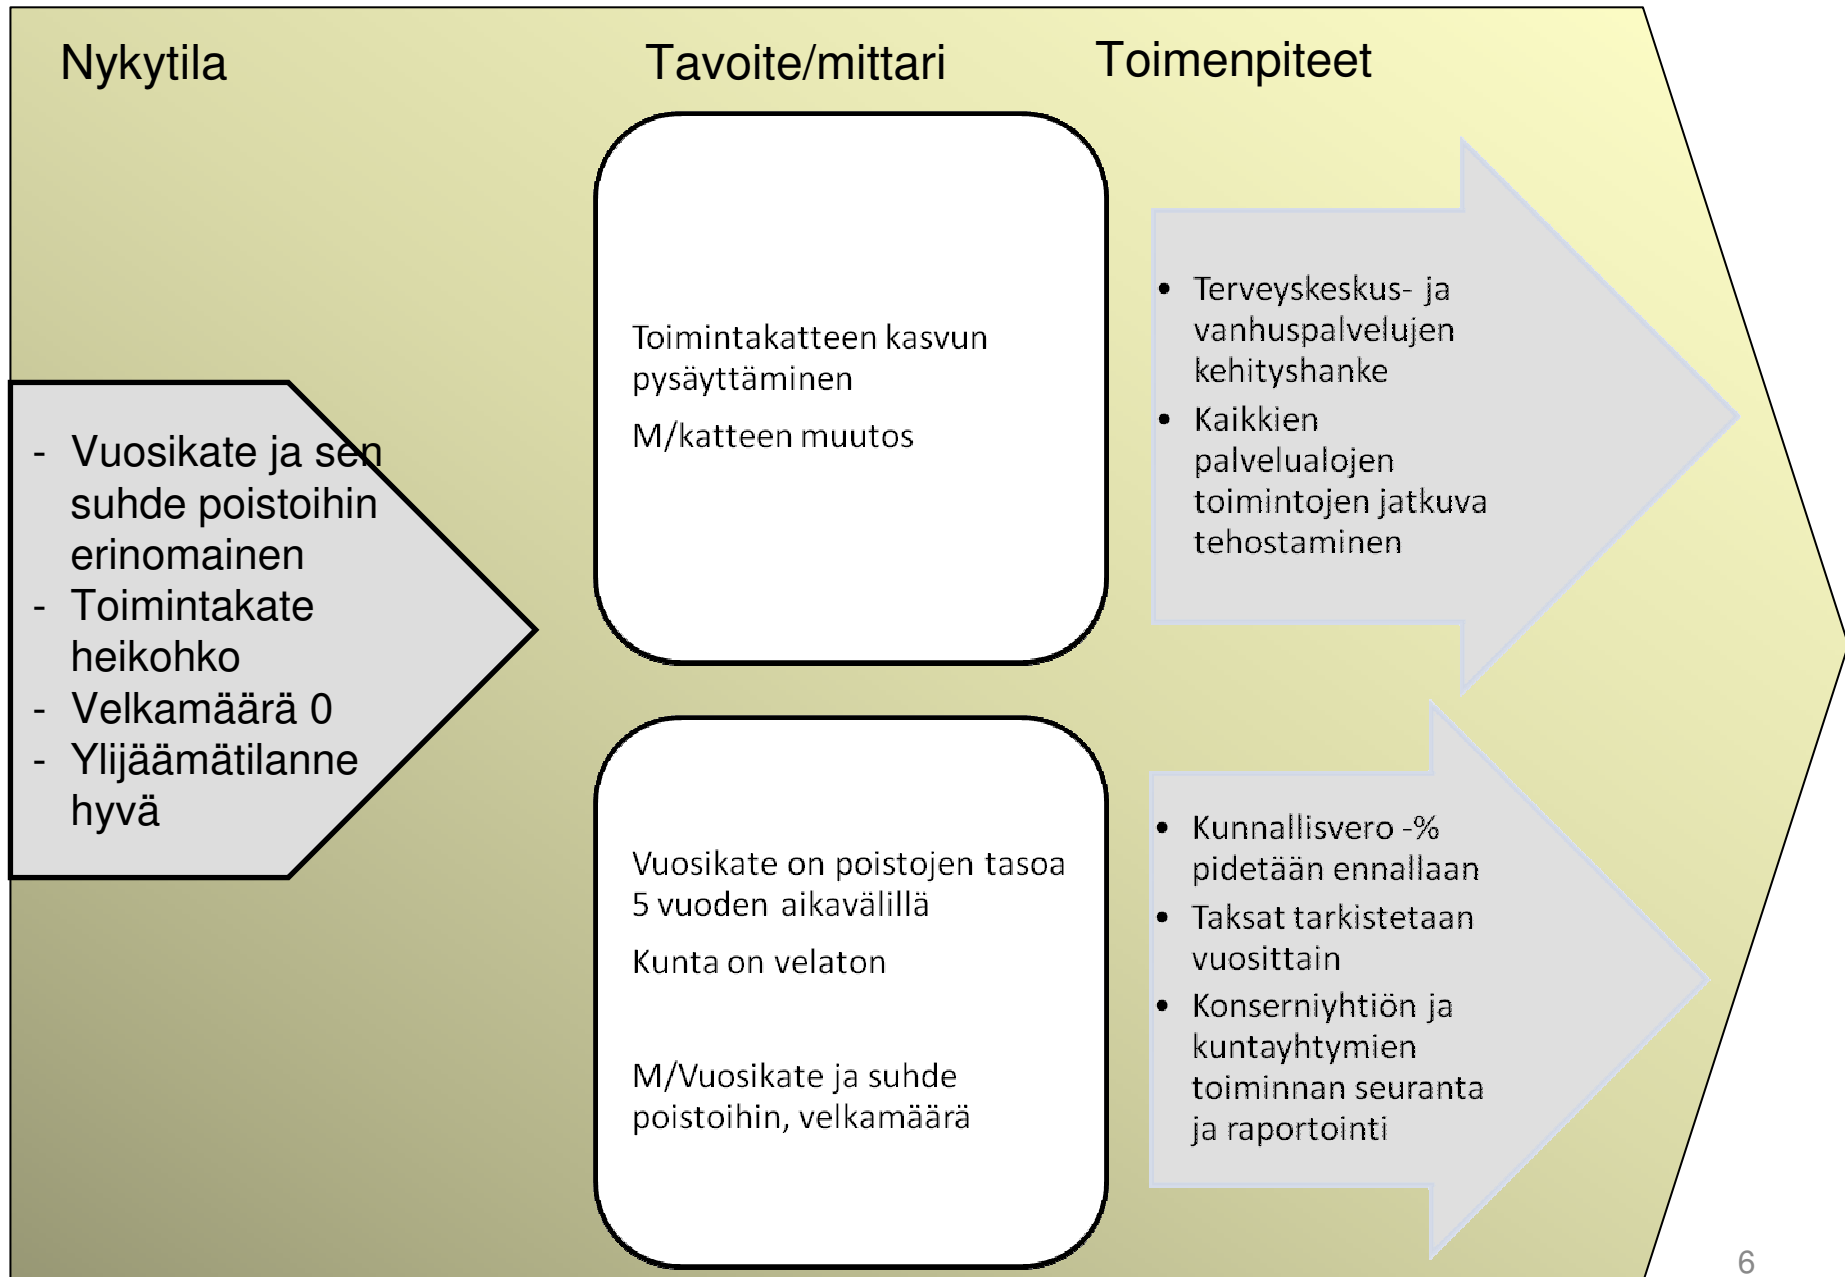 Nykytila
Tavoite/mittari
Toimenpiteet
- Vuosikate ja sen
suhde poistoihin
erinomainen
- Toimintakate
heikohko
- Velkamäärä 0
- Ylijäämätilanne
hyvä
Toimintakatteen kasvun
pysäyttäminen
M/katteen muutos
• Terveyskeskus- ja
vanhuspalvelujen
kehityshanke
• Kaikkien
palvelualojen
toimintojen jatkuva
tehostaminen
Vuosikate on poistojen tasoa
5 vuoden aikavälillä
Kunta on velaton
M/Vuosikate ja suhde
poistoihin, velkamäärä
• Kunnallisvero -%
pidetään ennallaan
• Taksat tarkistetaan
vuosittain
• Konserniyhtiön ja
kuntayhtymien
toiminnan seuranta
ja raportointi
6